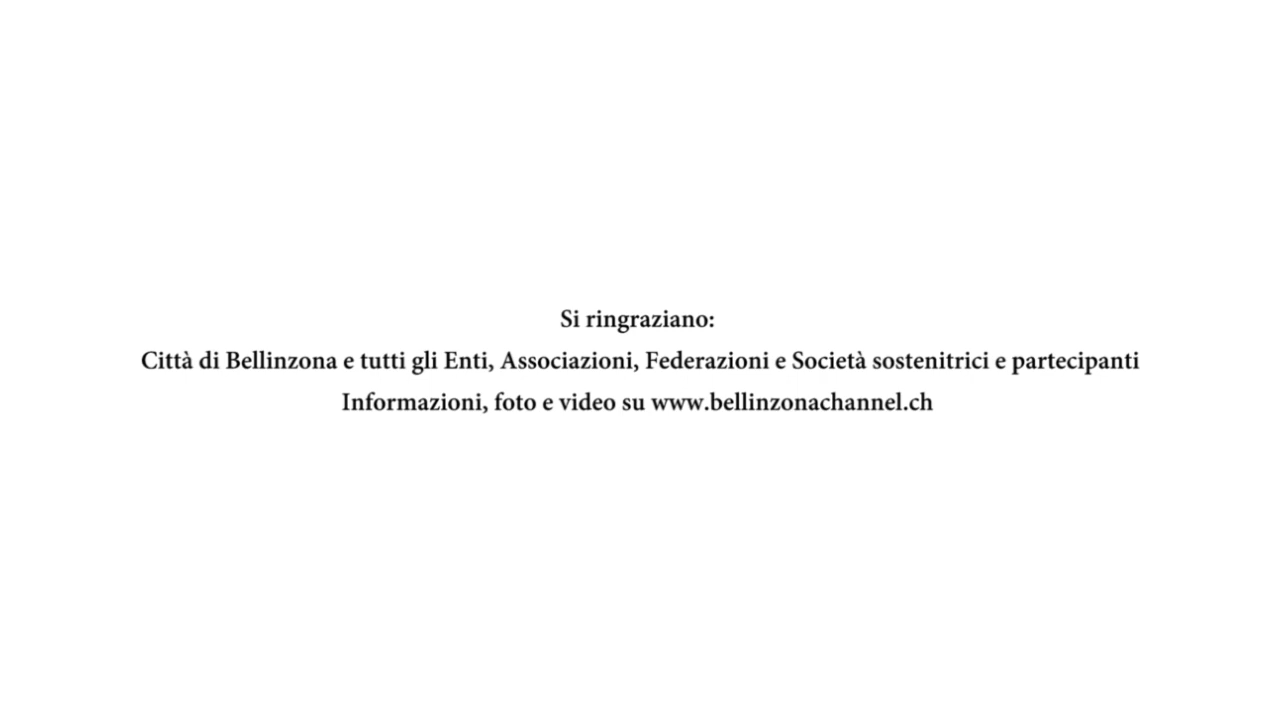 Si ringraziano:
Città di Bellinzona e tutti gli Enti, Associazioni, Federazioni e Società sostenitrici e partecipanti
Informazioni, foto e video su www.bellinzonachannel.ch